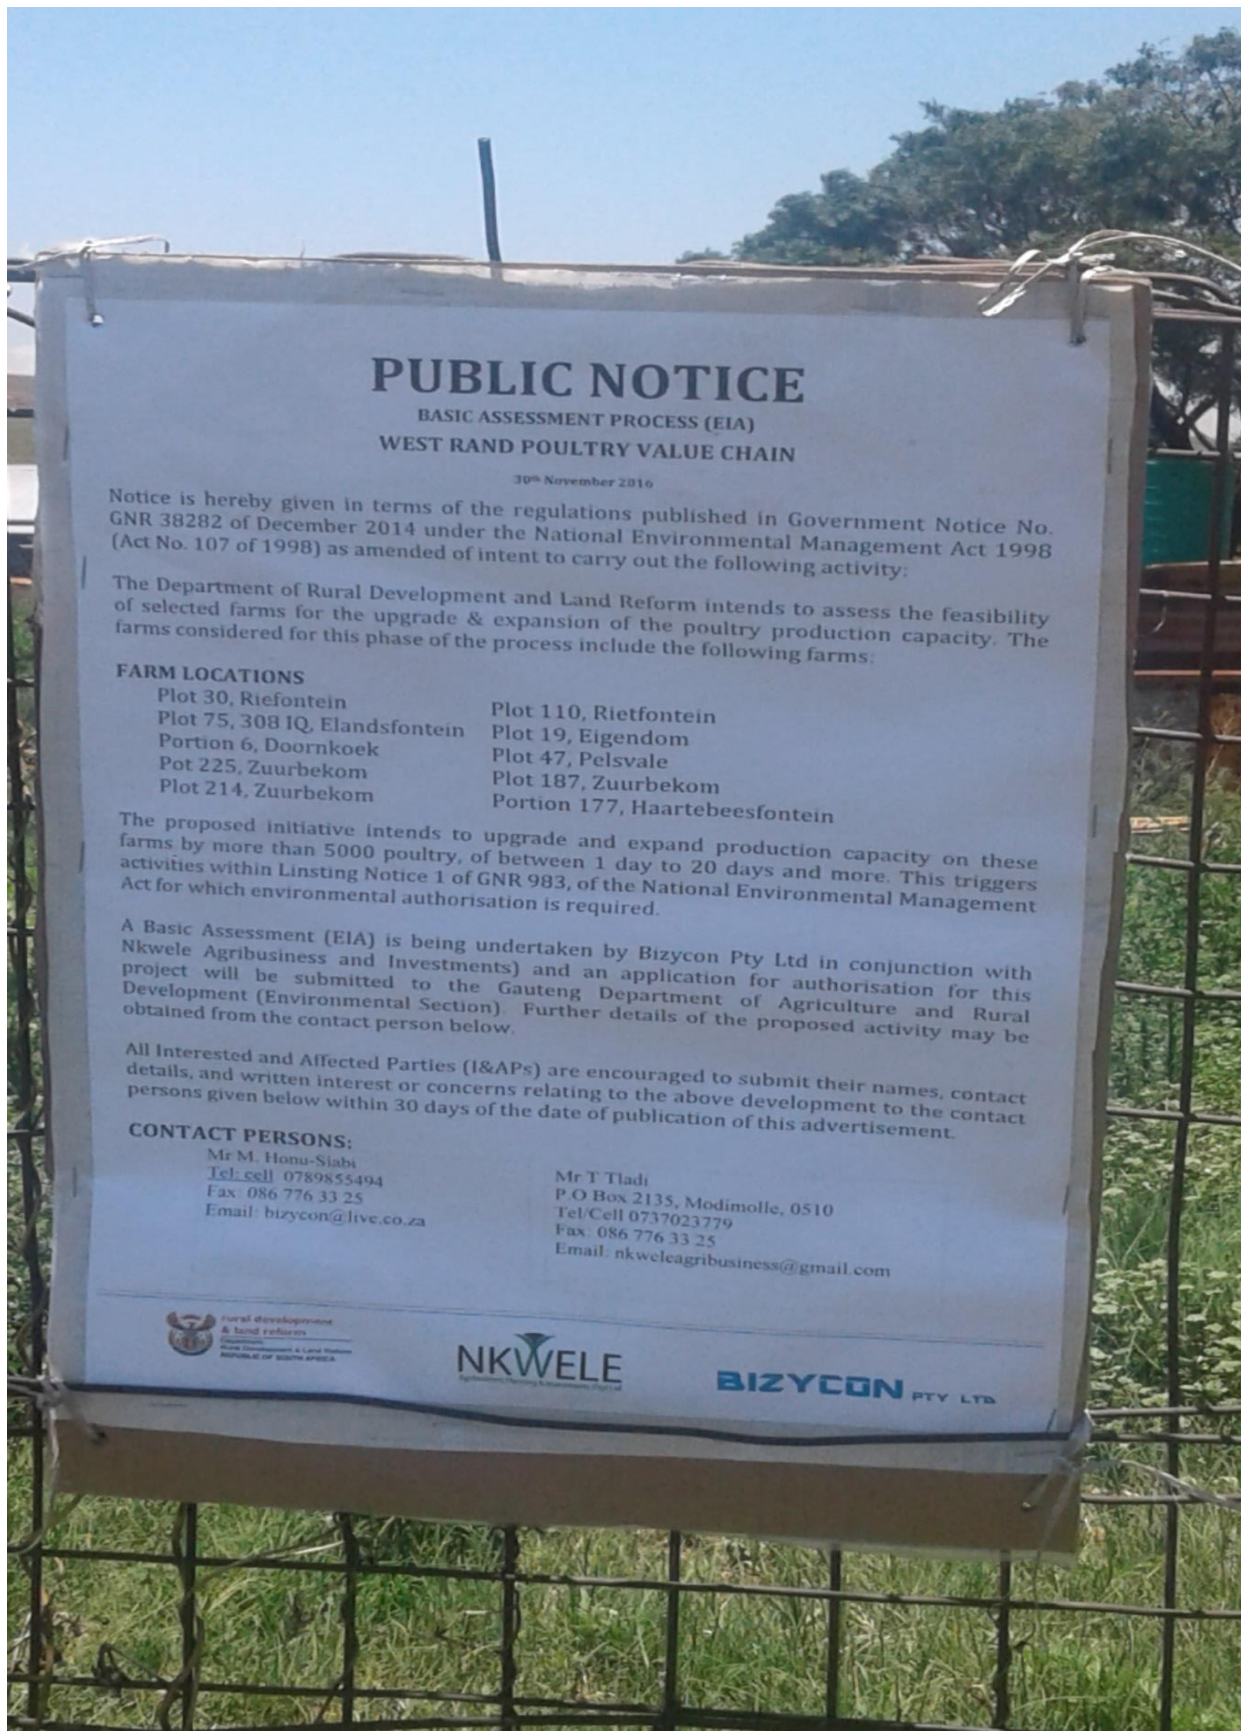 PUBLIC NOTICE
BASIC ASSESSMENT PROCESS (EIA)
WEST RAND POULTRY VALUE CHAIN
30th November 2016
Notice is hereby given in terms of the regulations published in Government Notice No.
GNR 38282 of December 2014 under the National Environmental Management Act 1998
(Act No. 107 of 1998) as amended of intent to carry out the following activity:
The Department of Rural Development and Land Reform intends to assess the feasibility
of selected farms for the upgrade & expansion of the poultry production capacity. The
farms considered for this phase of the process include the following farms:
FARM LOCATIONS
Plot 30, Riefontein
Plot 75, 308 IQ, Elandsfontein
Portion 6, Doornkoek
Pot 225, Zuurbekom
Plot 214, Zuurbekom
Plot 110, Rietfontein
Plot 19, Eigendom
Plot 47, Pelsvale
Plot 187, Zuurbekom
Portion 177, Haartebeesfontein
The proposed initiative intends to upgrade and expand production capacity on these
farms by more than 5000 poultry, of between 1 day to 20 days and more. This triggers
activities within Linsting Notice 1 of GNR 983, of the National Environmental Management
Act for which environmental authorisation is required.
A Basic Assessment (EIA) is being undertaken by Bizycon Pty Ltd in conjunction with
Nkwele Agribusiness and Investments) and an application for authorisation for this
project will be submitted to the Gauteng Department of Agriculture and Rural
Development (Environmental Section). Further details of the proposed activity may be
obtained from the contact person below.
All Interested and Affected Parties (I&APs) are encouraged to submit their names, contact
details, and written interest or concerns relating to the above development to the contact
persons given below within 30 days of the date of publication of this advertisement.
CONTACT PERSONS:
Mr M. Honu-Siabi
Tel: cell 0789855494
Fax: 086 776 33 25
Email: bizycon@live.co.za
Mr T Tladi
P.O Box 2135, Modimolle, 0510
Tel/Cell 0737023779
Fax: 086 776 33 25
Email: nkweleagribusiness@gmail.com
rural development
& land reform
Department:
Rural Development & Land Reform
REPUBLIC OF SOUTH AFRICA
NKWELE
BIZYCON PTY LTD